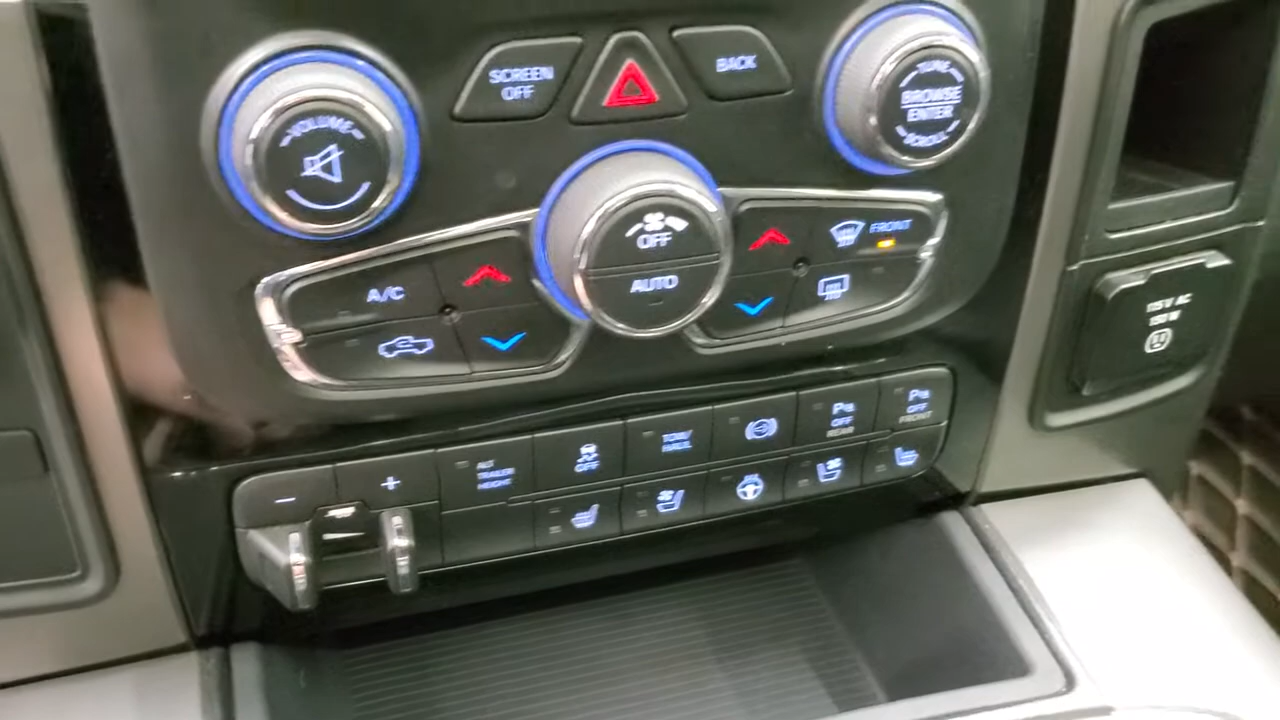 SCREEN
OFF
BACK
VOLUME
TUNE
BROWSE
ENTER
SCROLL
OFF
AUTO
A/C
FRONT
115V AC
150W
−
+
ALT
TRAILER
HEIGHT
OFF
TOW/
HAUL
P
OFF
REAR
P
OFF
FRONT